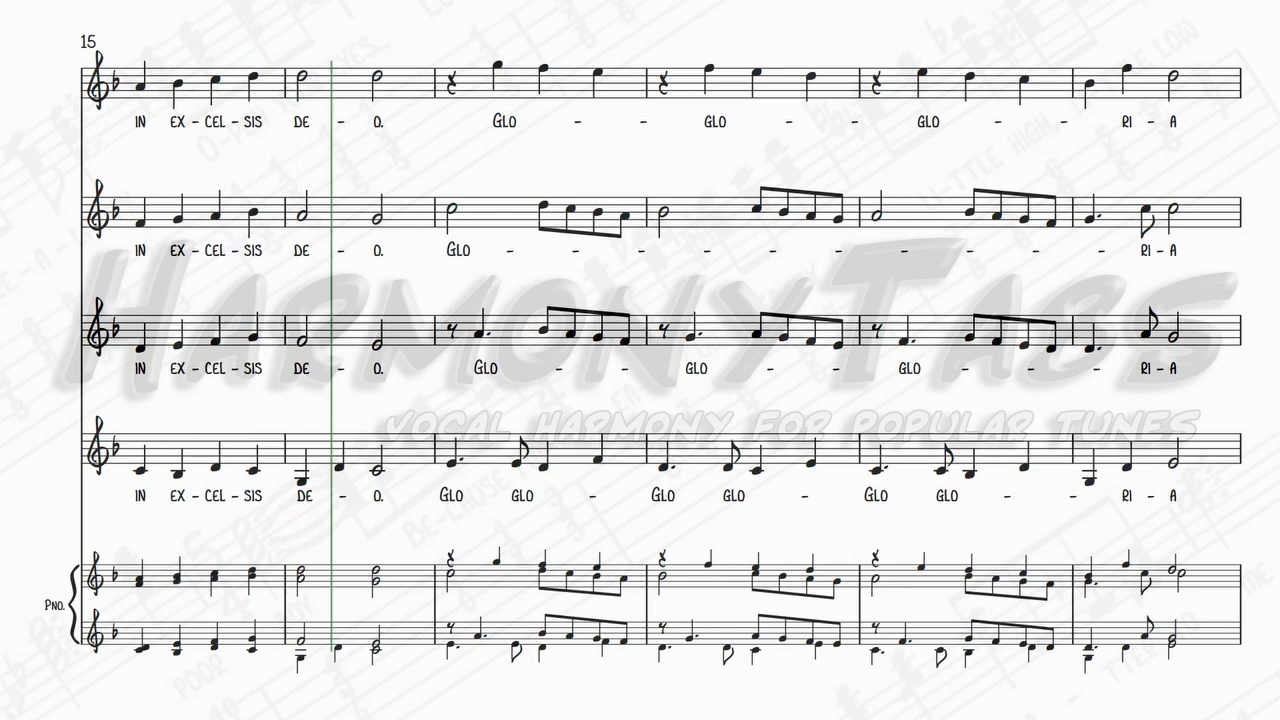 15
IN EX - CEL - SIS DE - O. GLO - - GLO - - GLO - - RI - A
IN EX - CEL - SIS DE - O. GLO - - - - - - - - - - RI - A
HARMONYTABS
IN EX - CEL - SIS DE - O. GLO - - GLO - - GLO - - RI - A
VOCAL HARMONY FOR POPULAR TUNES
IN EX - CEL - SIS DE - O. GLO GLO - GLO GLO - GLO GLO - - RI - A
PNO.